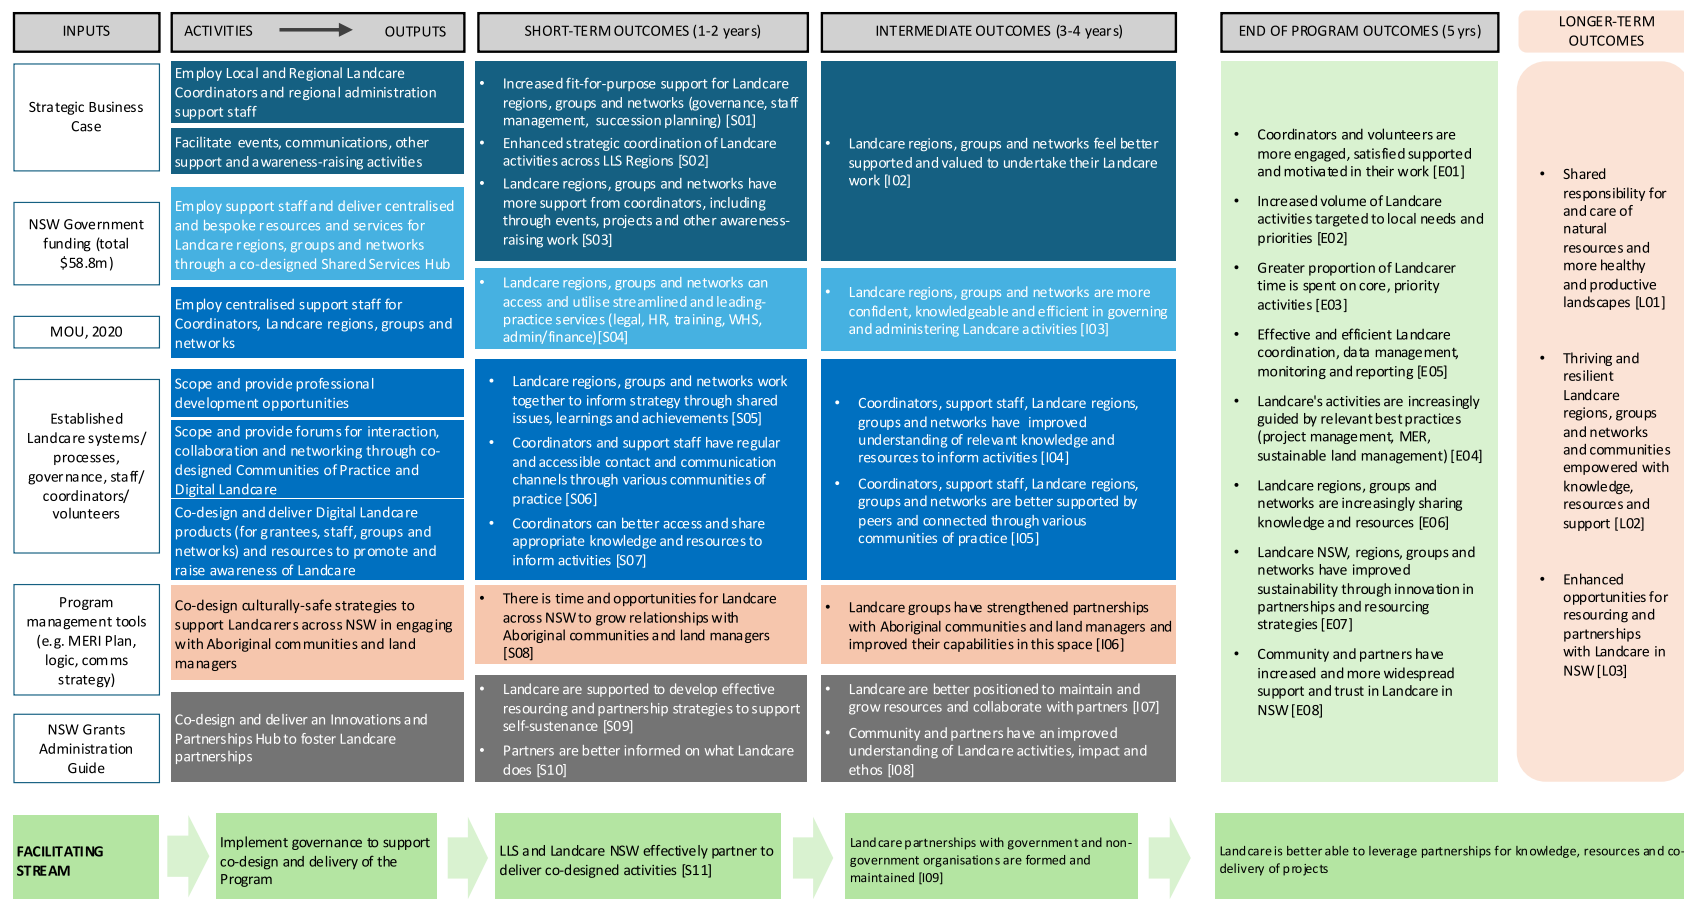 INPUTS
ACTIVITIES
OUTPUTS
SHORT-TERM OUTCOMES (1-2 years)
INTERMEDIATE OUTCOMES (3-4 years)
END OF PROGRAM OUTCOMES (5 yrs)
LONGER-TERM
OUTCOMES
Strategic Business
Case
NSW Government
funding (total
$58.8m)
MOU, 2020
Established
Landcare systems/
processes,
governance, staff/
coordinators/
volunteers
Program
management tools
(e.g. MERI Plan,
logic, comms
strategy)
NSW Grants
Administration
Guide
Employ Local and Regional Landcare
Coordinators and regional administration
support staff
Facilitate events, communications, other
support and awareness-raising activities
Employ support staff and deliver centralised
and bespoke resources and services for
Landcare regions, groups and networks
through a co-designed Shared Services Hub
Employ centralised support staff for
Coordinators, Landcare regions, groups and
networks
Scope and provide professional
development opportunities
Scope and provide forums for interaction,
collaboration and networking through co-
designed Communities of Practice and
Digital Landcare
Co-design and deliver Digital Landcare
products (for grantees, staff, groups and
networks) and resources to promote and
raise awareness of Landcare
Co-design culturally-safe strategies to
support Landcarers across NSW in engaging
with Aboriginal communities and land
managers
Co-design and deliver an Innovations and
Partnerships Hub to foster Landcare
partnerships
• Increased fit-for-purpose support for Landcare
regions, groups and networks (governance, staff
management, succession planning) [S01]
• Enhanced strategic coordination of Landcare
activities across LLS Regions [S02]
• Landcare regions, groups and networks have
more support from coordinators, including
through events, projects and other awareness-
raising work [S03]
• Landcare regions, groups and networks can
access and utilise streamlined and leading-
practice services (legal, HR, training, WHS,
admin/finance)[S04]
• Landcare regions, groups and networks work
together to inform strategy through shared
issues, learnings and achievements [S05]
• Coordinators and support staff have regular
and accessible contact and communication
channels through various communities of
practice [S06]
• Coordinators can better access and share
appropriate knowledge and resources to
inform activities [S07]
• There is time and opportunities for Landcare
across NSW to grow relationships with
Aboriginal communities and land managers
[S08]
• Landcare are supported to develop effective
resourcing and partnership strategies to support
self-sustenance [S09]
• Partners are better informed on what Landcare
does [S10]
• Landcare regions, groups and networks feel better
supported and valued to undertake their Landcare
work [I02]
• Landcare regions, groups and networks are more
confident, knowledgeable and efficient in governing
and administering Landcare activities [I03]
• Coordinators, support staff, Landcare regions,
groups and networks have improved
understanding of relevant knowledge and
resources to inform activities [I04]
• Coordinators, support staff, Landcare regions,
groups and networks are better supported by
peers and connected through various
communities of practice [I05]
• Landcare groups have strengthened partnerships
with Aboriginal communities and land managers and
improved their capabilities in this space [I06]
• Landcare are better positioned to maintain and
grow resources and collaborate with partners [I07]
• Community and partners have an improved
understanding of Landcare activities, impact and
ethos [I08]
• Coordinators and volunteers are
more engaged, satisfied supported
and motivated in their work [E01]
• Increased volume of Landcare
activities targeted to local needs and
priorities [E02]
• Greater proportion of Landcarer
time is spent on core, priority
activities [E03]
• Effective and efficient Landcare
coordination, data management,
monitoring and reporting [E05]
• Landcare's activities are increasingly
guided by relevant best practices
(project management, MER,
sustainable land management) [E04]
• Landcare regions, groups and
networks are increasingly sharing
knowledge and resources [E06]
• Landcare NSW, regions, groups and
networks have improved
sustainability through innovation in
partnerships and resourcing
strategies [E07]
• Community and partners have
increased and more widespread
support and trust in Landcare in
NSW [E08]
• Shared
responsibility for
and care of
natural
resources and
more healthy
and productive
landscapes [L01]
• Thriving and
resilient
Landcare
regions, groups
and networks
and communities
empowered with
knowledge,
resources and
support [L02]
• Enhanced
opportunities for
resourcing and
partnerships
with Landcare in
NSW [L03]
FACILITATING
STREAM
Implement governance to support
co-design and delivery of the
Program
LLS and Landcare NSW effectively partner to
deliver co-designed activities [S11]
Landcare partnerships with government and non-
government organisations are formed and
maintained [I09]
Landcare is better able to leverage partnerships for knowledge, resources and co-
delivery of projects